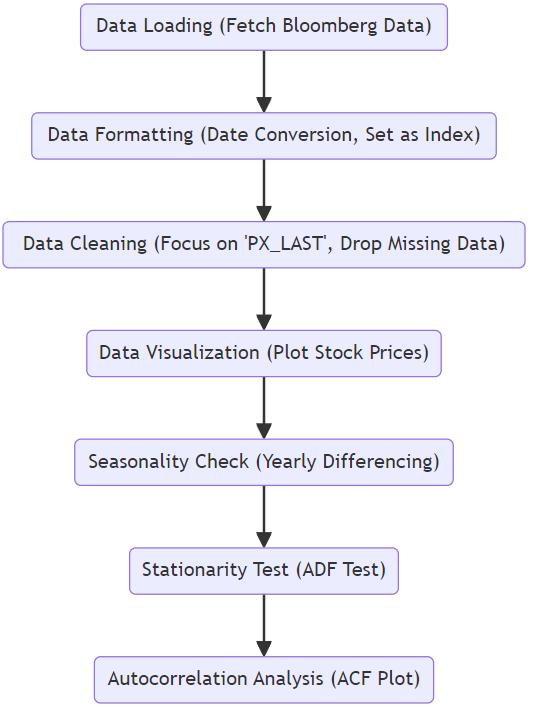 Data Loading (Fetch Bloomberg Data)
Data Formatting (Date Conversion, Set as Index)
Data Cleaning (Focus on 'PX_LAST', Drop Missing Data)
Data Visualization (Plot Stock Prices)
Seasonality Check (Yearly Differencing)
Stationarity Test (ADF Test)
Autocorrelation Analysis (ACF Plot)